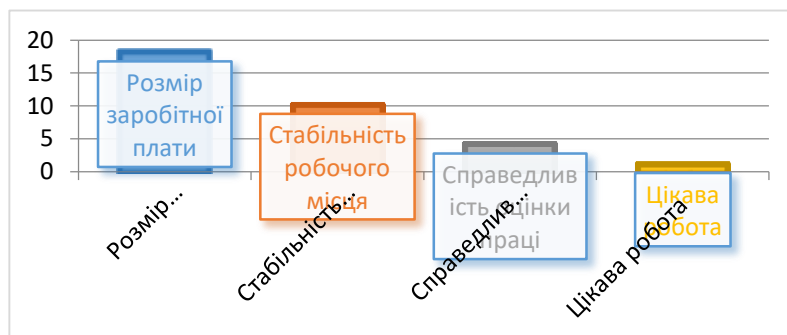 20
15
10
5
0
Розмір
заробітної
плати
Стабільність
робочого
місця
Справедлив
ість оцінки
праці
Цікава
робота
Розмір...
Стабільність...
Справедлив...
Цікава робота